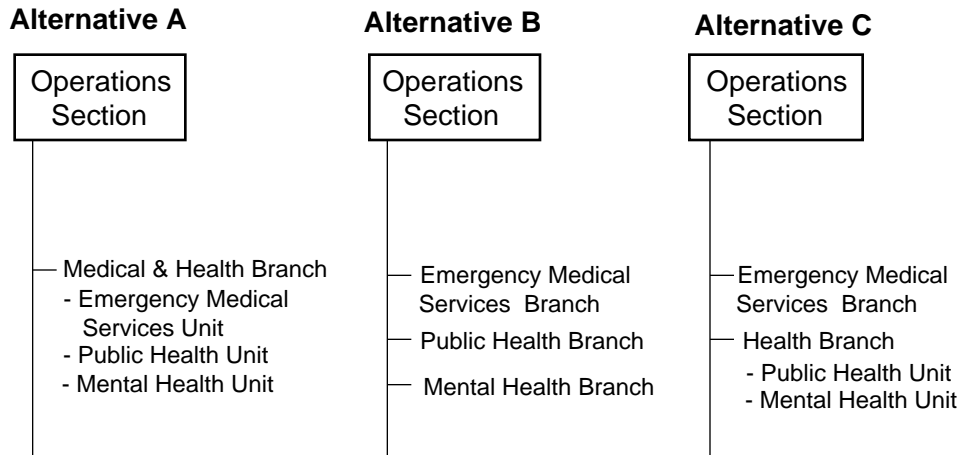 Alternative A
Operations
Section
Medical & Health Branch
- Emergency Medical
Services Unit
- Public Health Unit
- Mental Health Unit
Alternative B
Operations
Section
Emergency Medical
Services Branch
Public Health Branch
Mental Health Branch
Alternative C
Operations
Section
Emergency Medical
Services Branch
Health Branch
- Public Health Unit
- Mental Health Unit